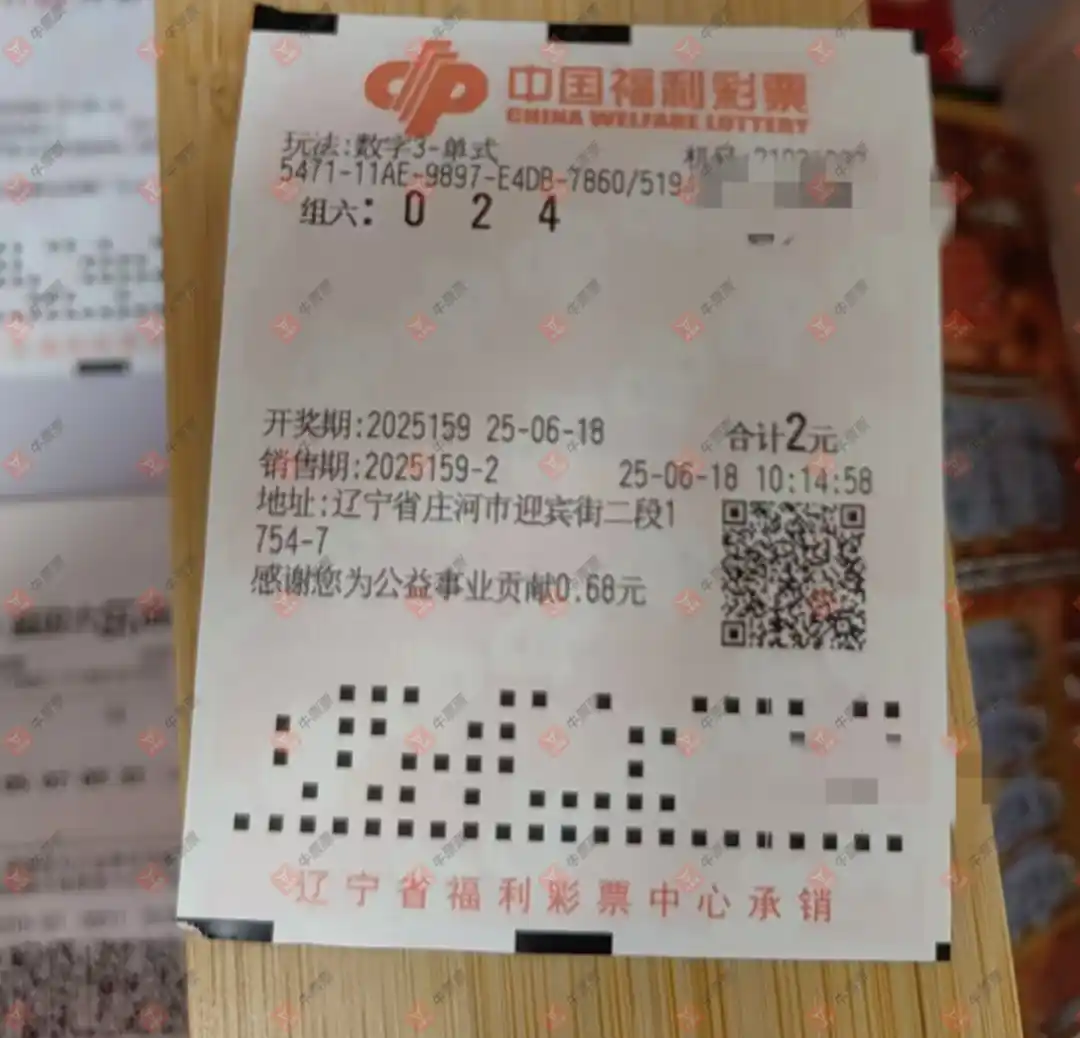 中国福利彩票
CHINA WELFARE LOTTERY
玩法:数字3-单式
5471-11AE-9897-E4DB-7860/519
组六: 0 2 4
开奖期:2025159 25-06-18 合计2元
销售期:2025159-2 25-06-18 10:14:58
地址:辽宁省庄河市迎宾街二段1
754-7
感谢您为公益事业贡献0.68元
辽宁省福利彩票中心承销